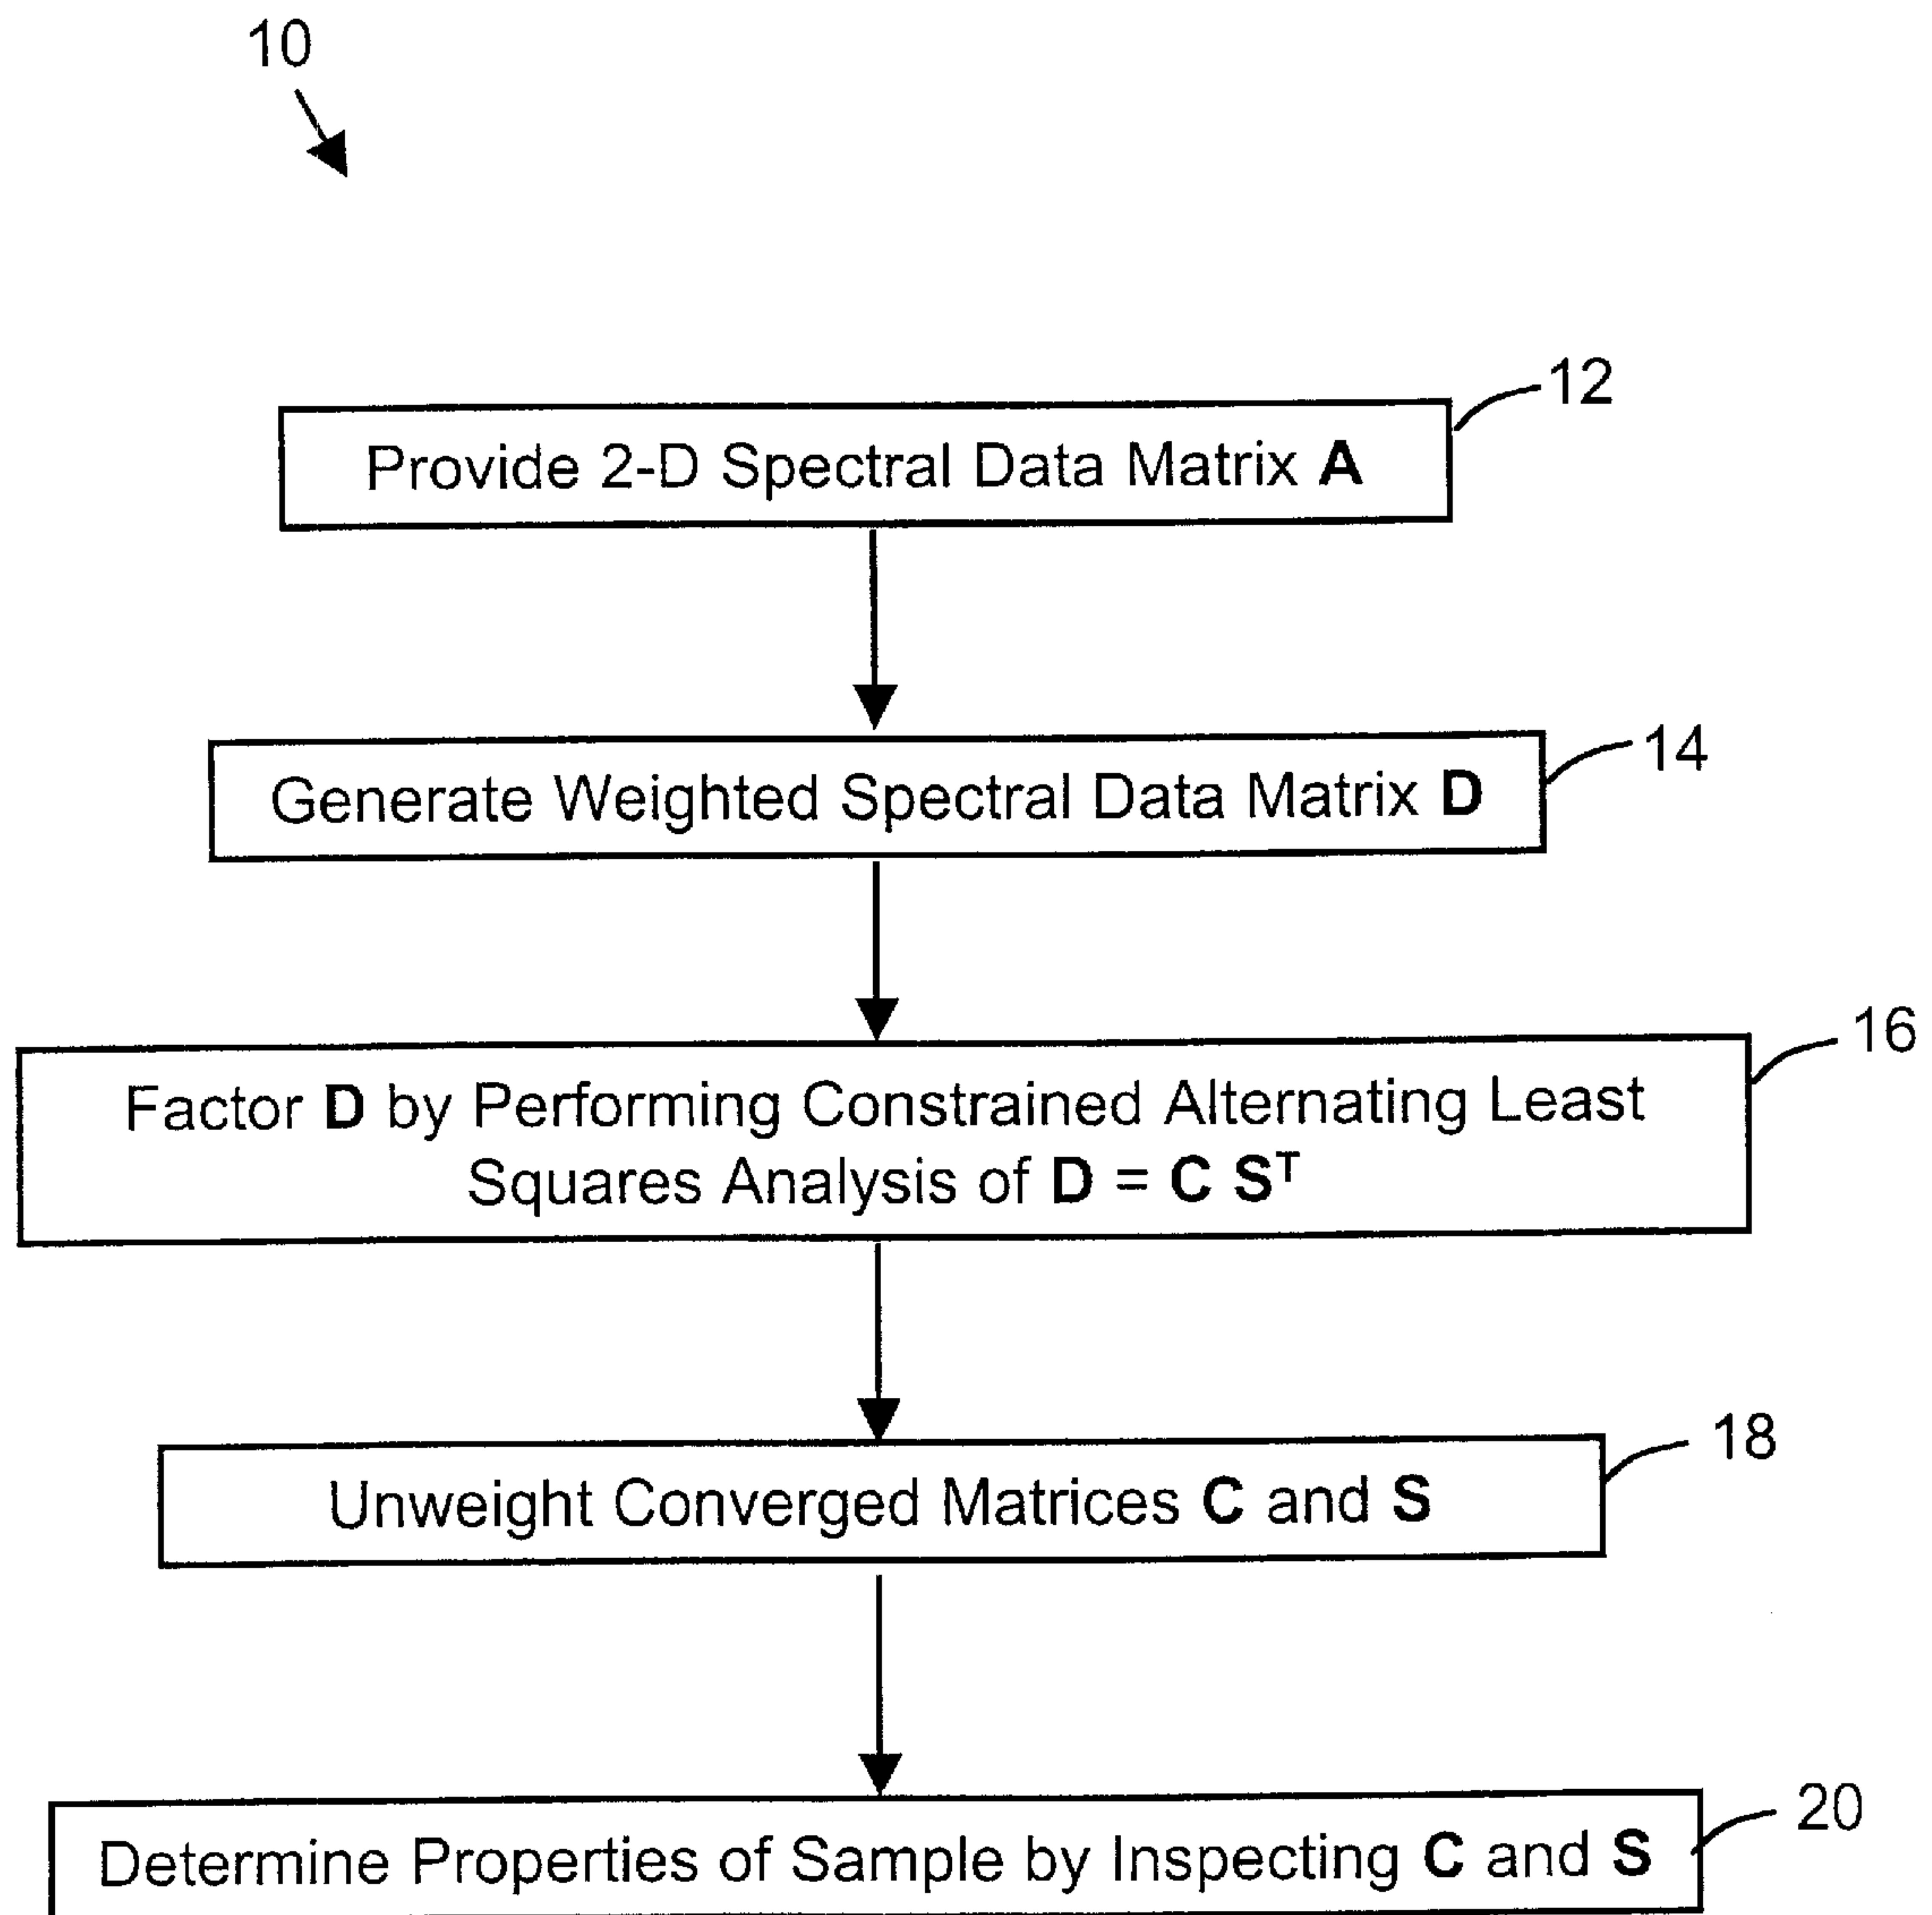 10
12
Provide 2-D Spectral Data Matrix A
14
Generate Weighted Spectral Data Matrix D
16
Factor D by Performing Constrained Alternating Least
Squares Analysis of D = C Sᵀ
18
Unweight Converged Matrices C and S
20
Determine Properties of Sample by Inspecting C and S